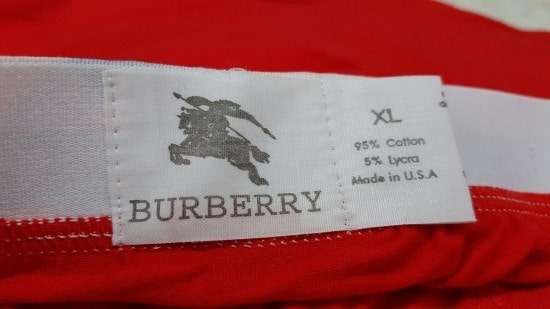 BURBERRY
XL
95% Cotton
5% Lycra
Made in U.S.A